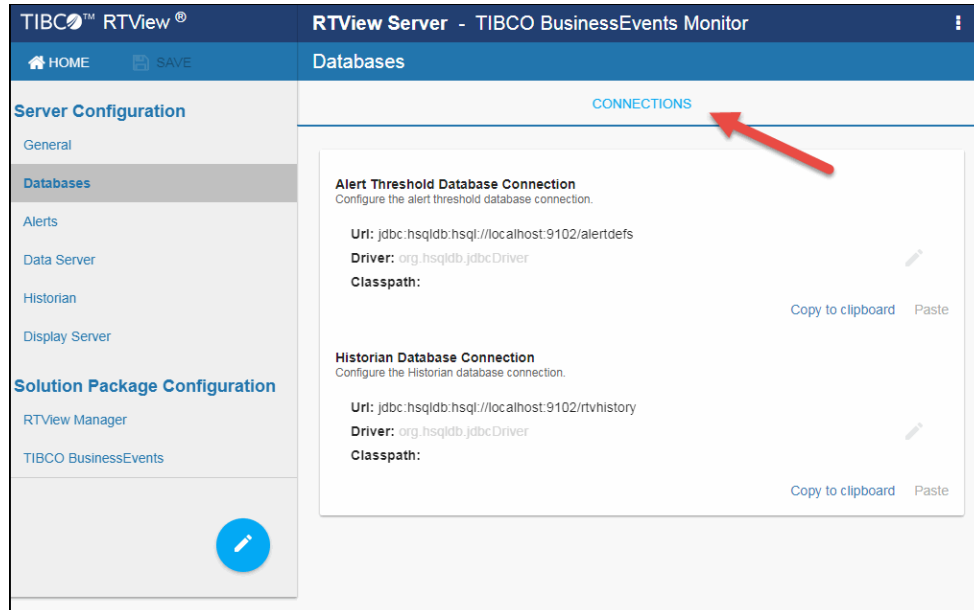 TIBCO™ RTView ®
RTView Server - TIBCO BusinessEvents Monitor
HOME
SAVE
Databases
Server Configuration
General
Databases
Alerts
Data Server
Historian
Display Server
Solution Package Configuration
RTView Manager
TIBCO BusinessEvents
CONNECTIONS
Alert Threshold Database Connection
Configure the alert threshold database connection.
Url: jdbc:hsqldb:hsql://localhost:9102/alertdefs
Driver: org.hsqldb.jdbcDriver
Classpath:
Copy to clipboard Paste
Historian Database Connection
Configure the Historian database connection.
Url: jdbc:hsqldb:hsql://localhost:9102/rtvhistory
Driver: org.hsqldb.jdbcDriver
Classpath:
Copy to clipboard Paste